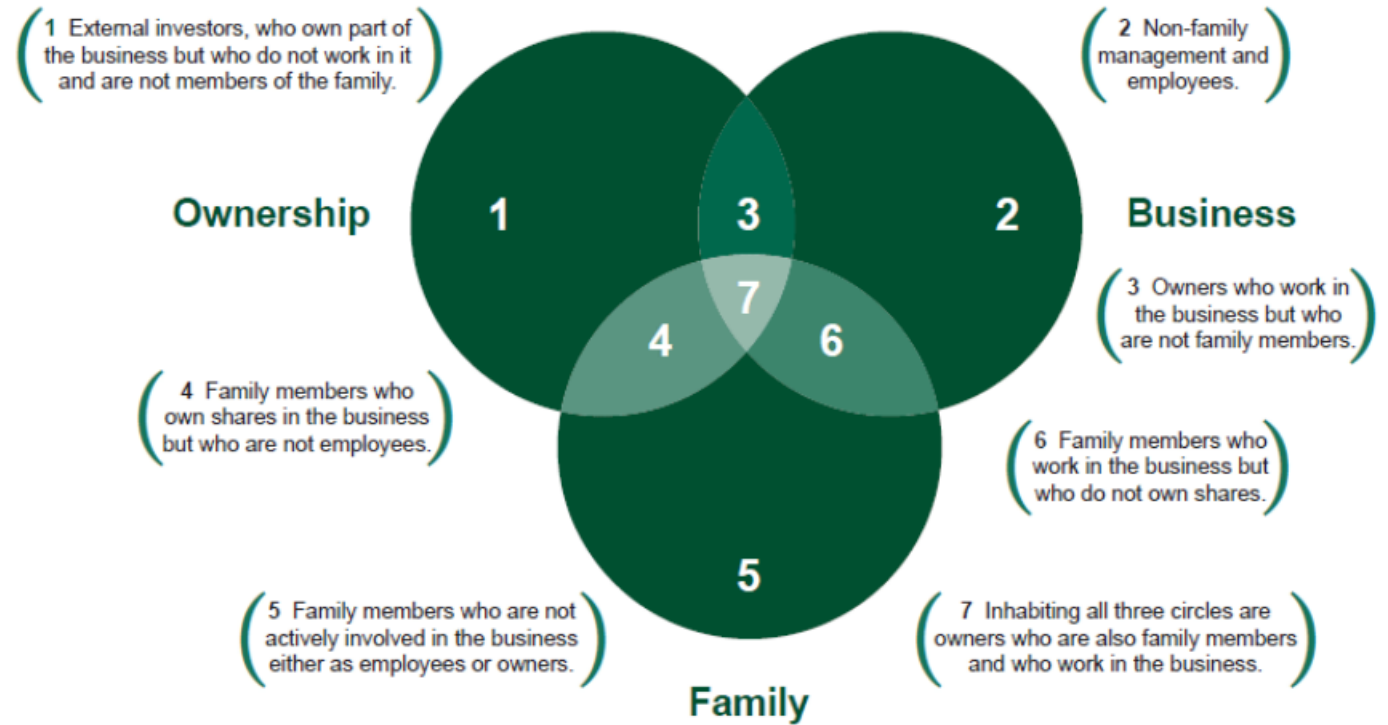 1 External investors, who own part of
the business but who do not work in it
and are not members of the family.
2 Non-family
management and
employees.
Ownership
1
3
2
Business
7
4
6
3 Owners who work in
the business but who
are not family members.
4 Family members who
own shares in the business
but who are not employees.
6 Family members who
work in the business but
who do not own shares.
5
5 Family members who are not
actively involved in the business
either as employees or owners.
7 Inhabiting all three circles are
owners who are also family members
and who work in the business.
Family